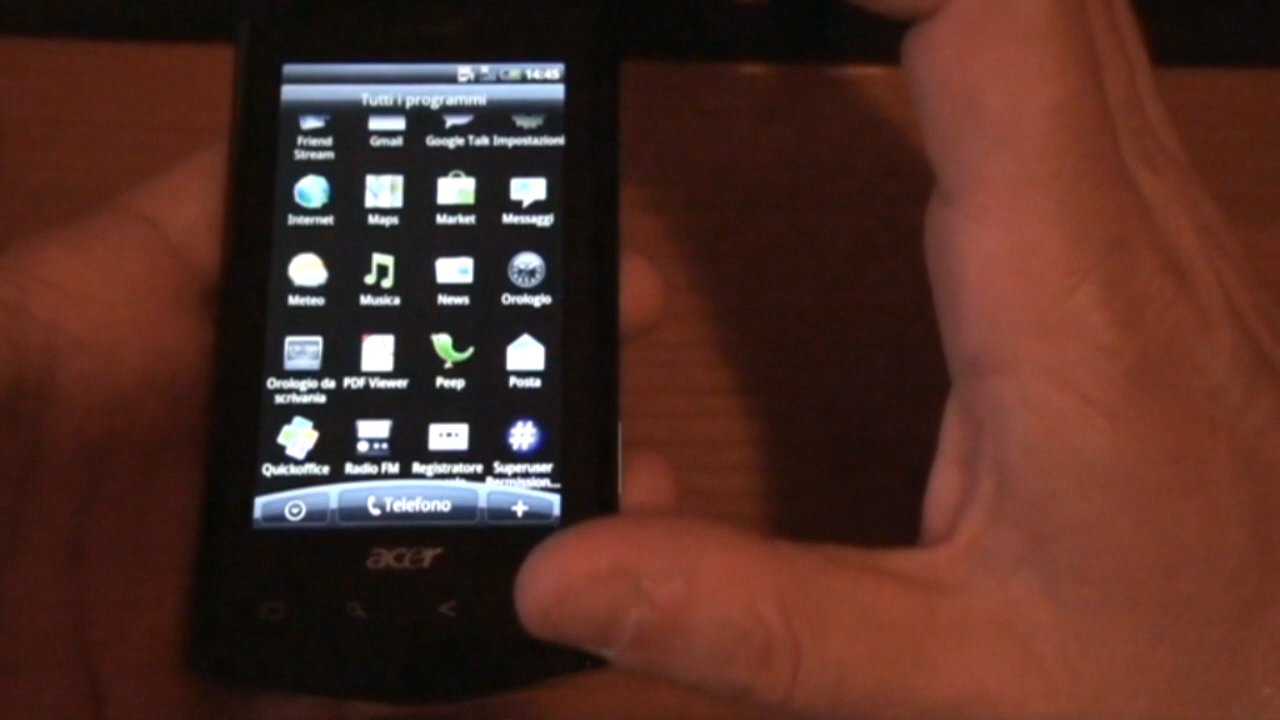 14:45
Tutti i programmi
Friend Stream
Gmail
Google Talk
Impostazioni
Internet
Maps
Market
Messaggi
Meteo
Musica
News
Orologio
Orologio da scrivania
PDF Viewer
Peep
Posta
Quickoffice
Radio FM
Registratore
Superuser Permission...
Telefono
acer